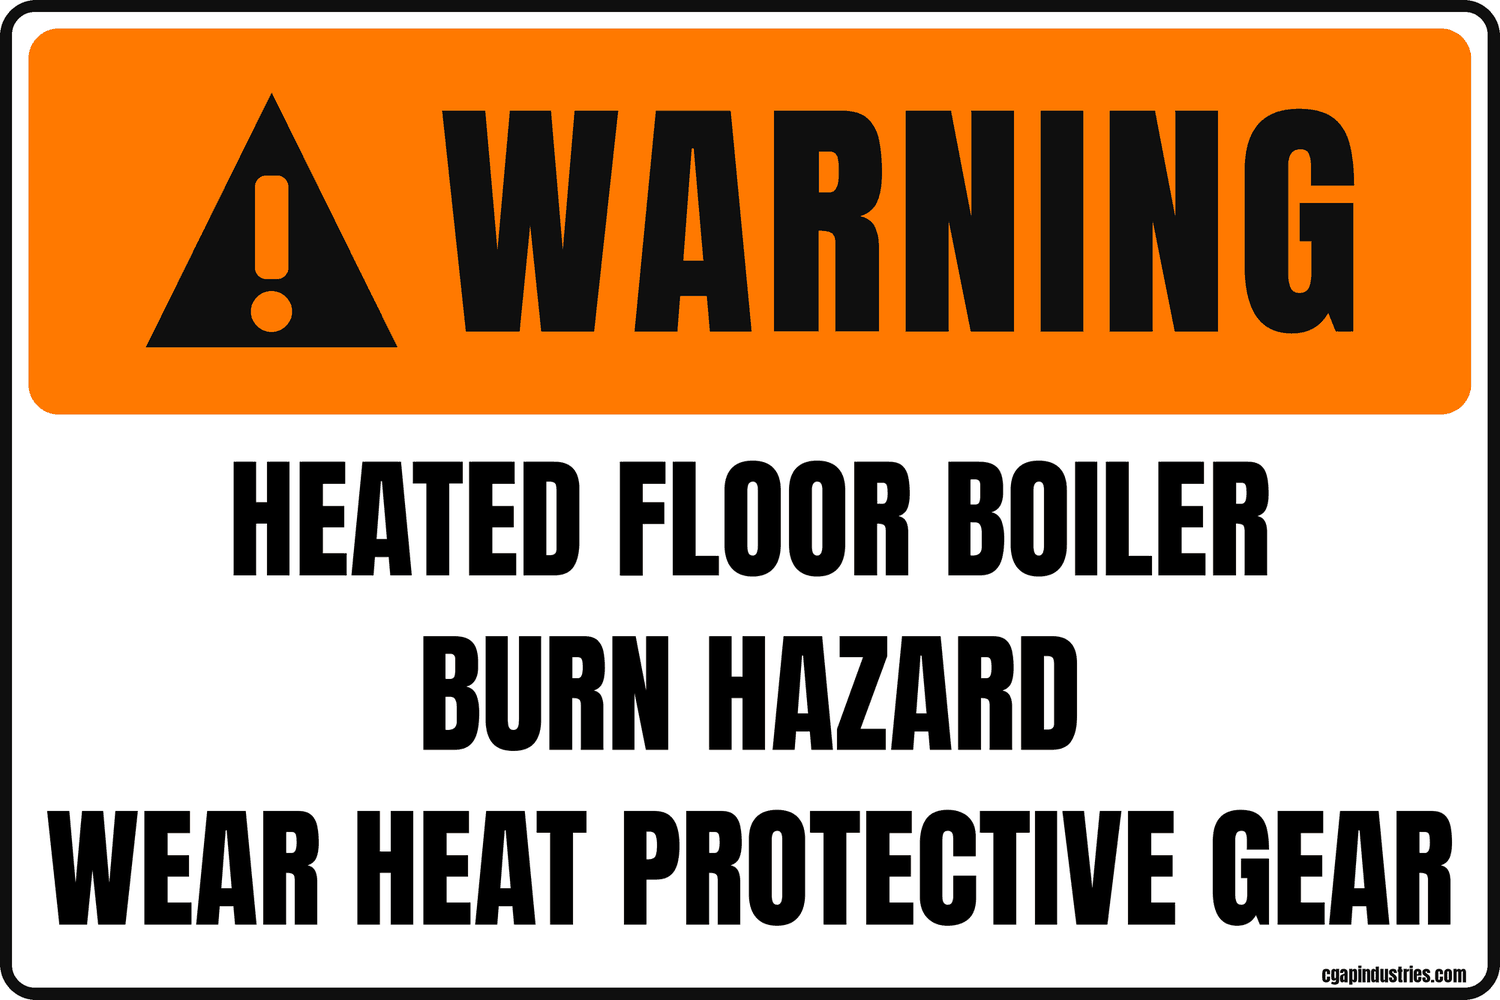 WARNING
HEATED FLOOR BOILER
BURN HAZARD
WEAR HEAT PROTECTIVE GEAR
cgapindustries.com